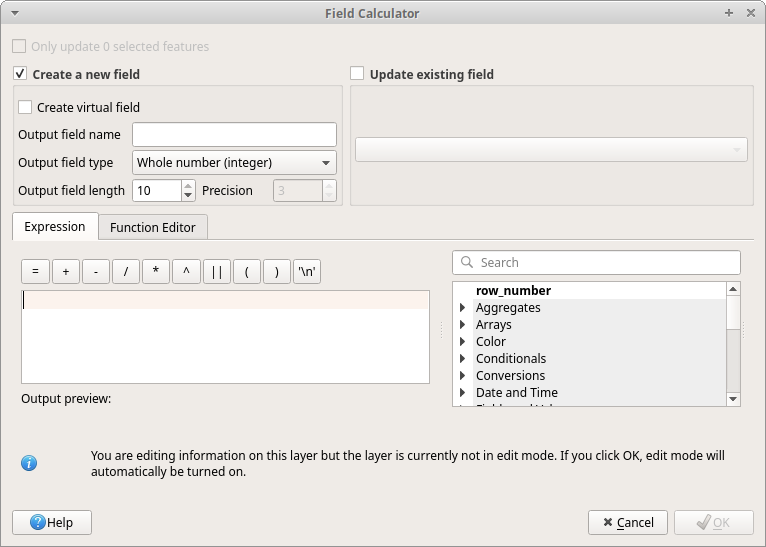 Field Calculator
Only update 0 selected features
Create a new field
Update existing field
Create virtual field
Output field name
Output field type Whole number (integer)
Output field length 10 Precision 3
Expression Function Editor
= + - / * ^ || ( ) '\n'
Search
row_number
Aggregates
Arrays
Color
Conditionals
Conversions
Date and Time
Output preview:
You are editing information on this layer but the layer is currently not in edit mode. If you click OK, edit mode will
automatically be turned on.
Help
Cancel
OK